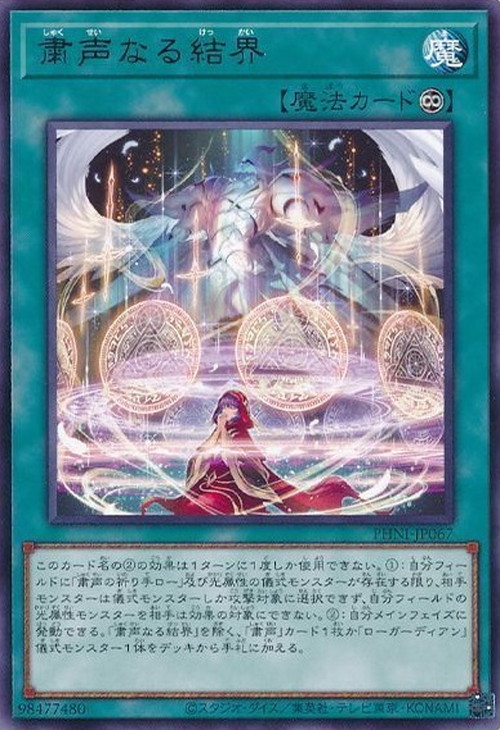 しゅく せい けっ かい
粛声なる結界
魔
【魔法カード】
PHNI-JP067
このカード名の②の効果は1ターンに1度しか使用できない。①:自分フィー
ルドに「粛声の祈り手ロー」及び光属性の儀式モンスターが存在する限り、相手
モンスターは儀式モンスターしか攻撃対象に選択できず、自分フィールドの
光属性モンスターを相手は効果の対象にできない。②:自分メインフェイズに
発動できる。「粛声なる結界」を除く、「粛声」カード1枚か「ローガーディアン」
儀式モンスター1体をデッキから手札に加える。
98477480
©スタジオ・ダイス/集英社・テレビ東京・KONAMI